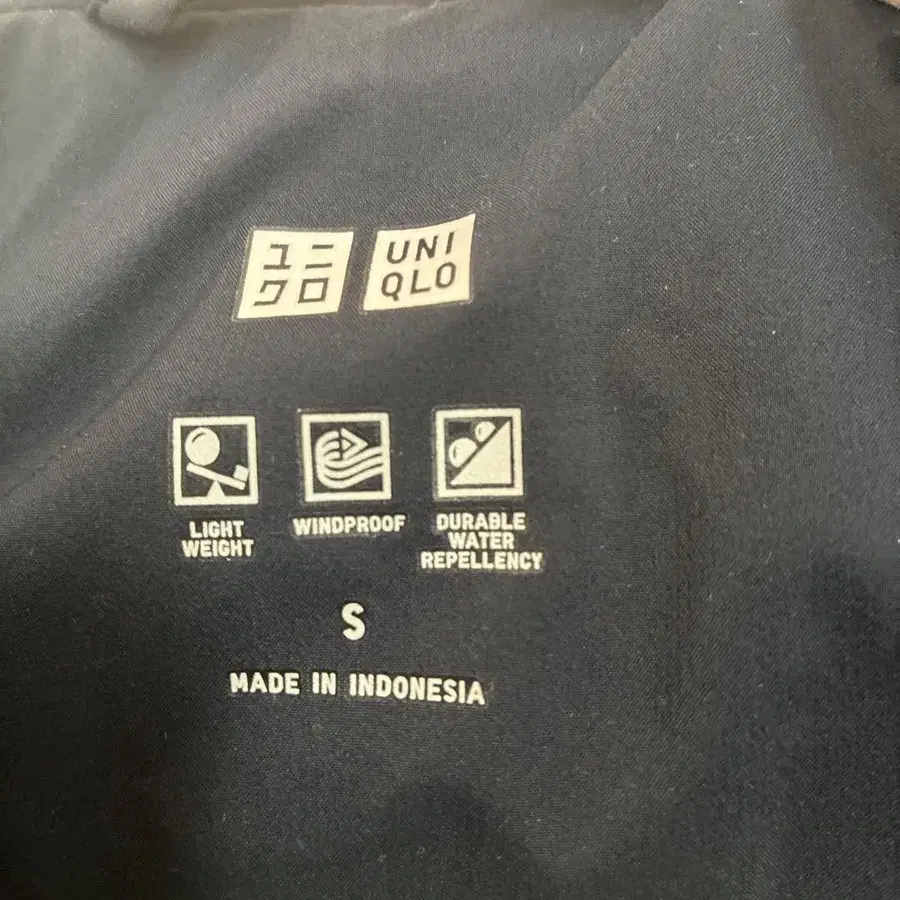 ユニ
クロ
UNI
QLO
LIGHT
WEIGHT
WINDPROOF
DURABLE
WATER
REPELLENCY
S
MADE IN INDONESIA